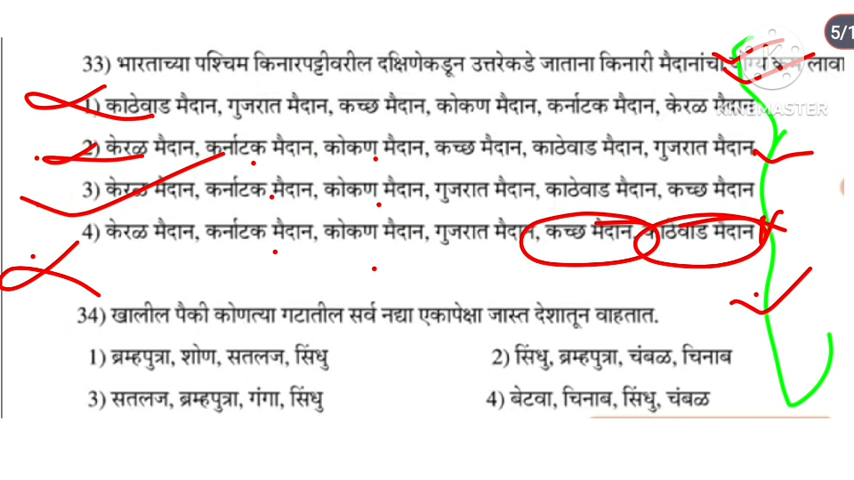 5/1
33) भारताच्या पश्चिम किनारपट्टीवरील दक्षिणेकडून उत्तरेकडे जाताना किनारी मैदानांचा योग्य क्रम लावा
KINEMASTER
1) काठेवाड मैदान, गुजरात मैदान, कच्छ मैदान, कोकण मैदान, कर्नाटक मैदान, केरळ मैदान
2) केरळ मैदान, कर्नाटक मैदान, कोकण मैदान, कच्छ मैदान, काठेवाड मैदान, गुजरात मैदान
3) केरळ मैदान, कर्नाटक मैदान, कोकण मैदान, गुजरात मैदान, काठेवाड मैदान, कच्छ मैदान
4) केरळ मैदान, कर्नाटक मैदान, कोकण मैदान, गुजरात मैदान, कच्छ मैदान, काठेवाड मैदान
34) खालील पैकी कोणत्या गटातील सर्व नद्या एकापेक्षा जास्त देशातून वाहतात.
1) ब्रम्हपुत्रा, शोण, सतलज, सिंधु
2) सिंधु, ब्रम्हपुत्रा, चंबळ, चिनाब
3) सतलज, ब्रम्हपुत्रा, गंगा, सिंधु
4) बेटवा, चिनाब, सिंधु, चंबळ